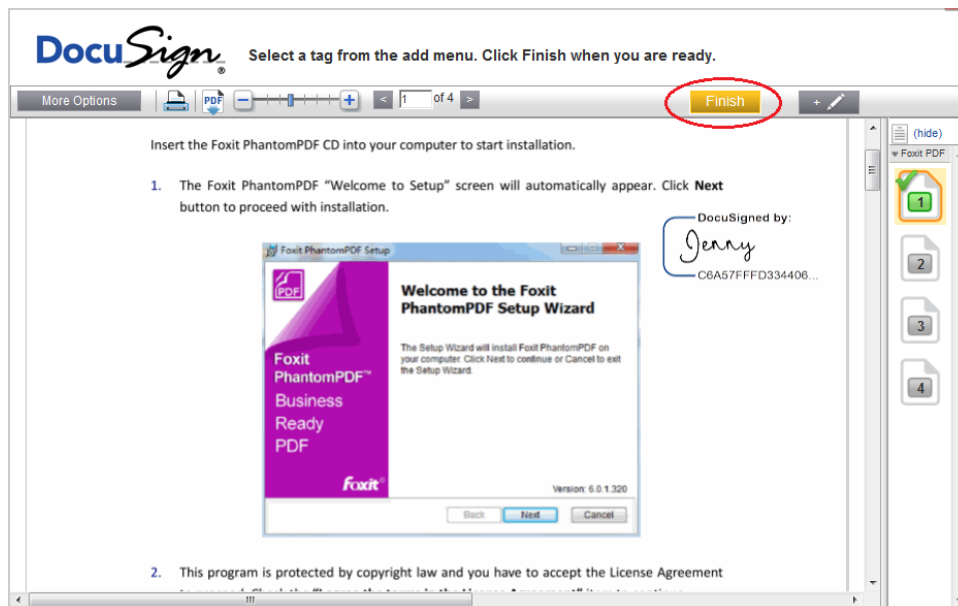 DocuSign®
Select a tag from the add menu. Click Finish when you are ready.
More Options
PDF
< 1 of 4 >
Finish
+
(hide)
Foxit PDF
1
2
3
4
Insert the Foxit PhantomPDF CD into your computer to start installation.
1. The Foxit PhantomPDF “Welcome to Setup” screen will automatically appear. Click Next
button to proceed with installation.
DocuSigned by:
Jenny
C6A57FFFD334406...
Foxit PhantomPDF Setup
PDF
Foxit
PhantomPDF™
Business
Ready
PDF
foxit®
Welcome to the Foxit
PhantomPDF Setup Wizard
The Setup Wizard will install Foxit PhantomPDF on
your computer. Click Next to continue or Cancel to exit
the Setup Wizard.
Version: 6.0.1.320
Back Next Cancel
2. This program is protected by copyright law and you have to accept the License Agreement